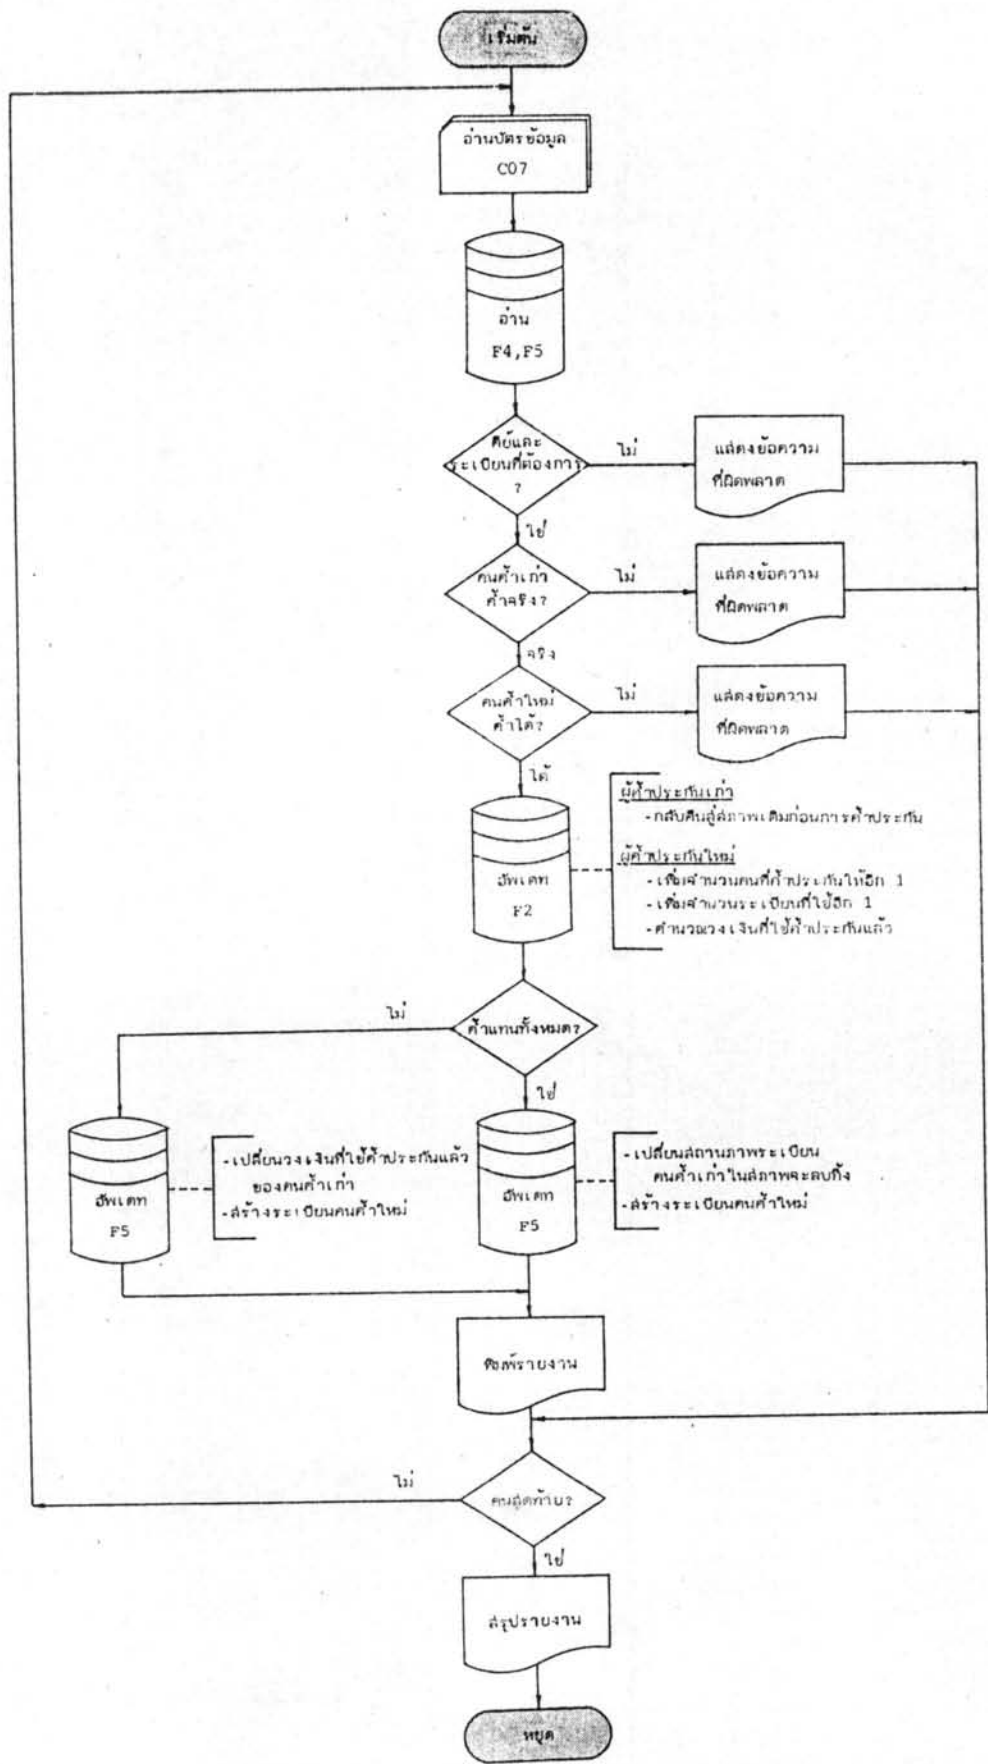 เริ่มต้น
อ่านบัตรข้อมูล
C07
อ่าน
F4,F5
คีย์และ
ระเบียนที่ต้องการ
?
ไม่
แสดงข้อความ
ที่ผิดพลาด
ใช่
คนค้ำเก่า
ค้ำจริง?
ไม่
แสดงข้อความ
ที่ผิดพลาด
จริง
คนค้ำใหม่
ค้ำได้?
ไม่
แสดงข้อความ
ที่ผิดพลาด
ได้
อัพเดท
F2
ผู้ค้ำประกันเก่า
-กลับคืนสู่สภาพเดิมก่อนการค้ำประกัน
ผู้ค้ำประกันใหม่
-เพิ่มจำนวนคนที่ค้ำประกันให้อีก 1
-เพิ่มจำนวนระเบียนที่ใช้อีก 1
-คำนวณวงเงินที่ใช้ค้ำประกันแล้ว
ค้ำแทนทั้งหมด?
ไม่
ใช่
อัพเดท
F5
-เปลี่ยนวงเงินที่ใช้ค้ำประกันแล้ว
ของคนค้ำเก่า
-สร้างระเบียนคนค้ำใหม่
อัพเดท
F5
-เปลี่ยนสถานภาพระเบียน
คนค้ำเก่าในสภาพจะลบทิ้ง
-สร้างระเบียนคนค้ำใหม่
พิมพ์รายงาน
คนสุดท้าย?
ไม่
ใช่
สรุปรายงาน
หยุด